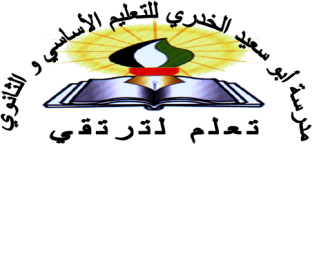 مدرسة أبو سعيد الخدري للتعليم الأساسي و الثانوي
تعلم لترتقي